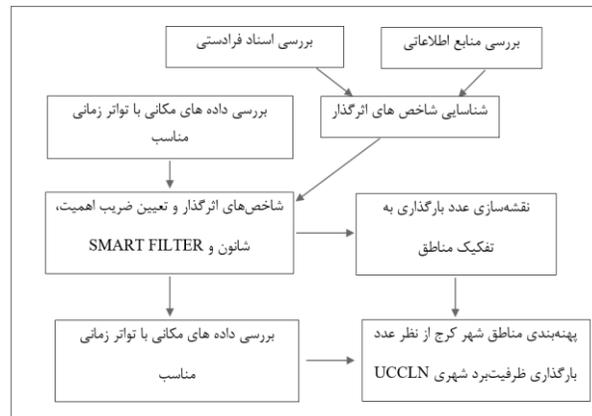 بررسی اسناد فرادستی
بررسی منابع اطلاعاتی
شناسایی شاخص های اثرگذار
بررسی داده های مکانی با تواتر زمانی
مناسب
شاخص‌های اثرگذار و تعیین ضریب اهمیت،
شانون و SMART FILTER
نقشه‌سازی عدد بارگذاری به
تفکیک مناطق
بررسی داده های مکانی با تواتر زمانی
مناسب
پهنه‌بندی مناطق شهر کرج از نظر عدد
بارگذاری ظرفیت‌برد شهری UCCLN